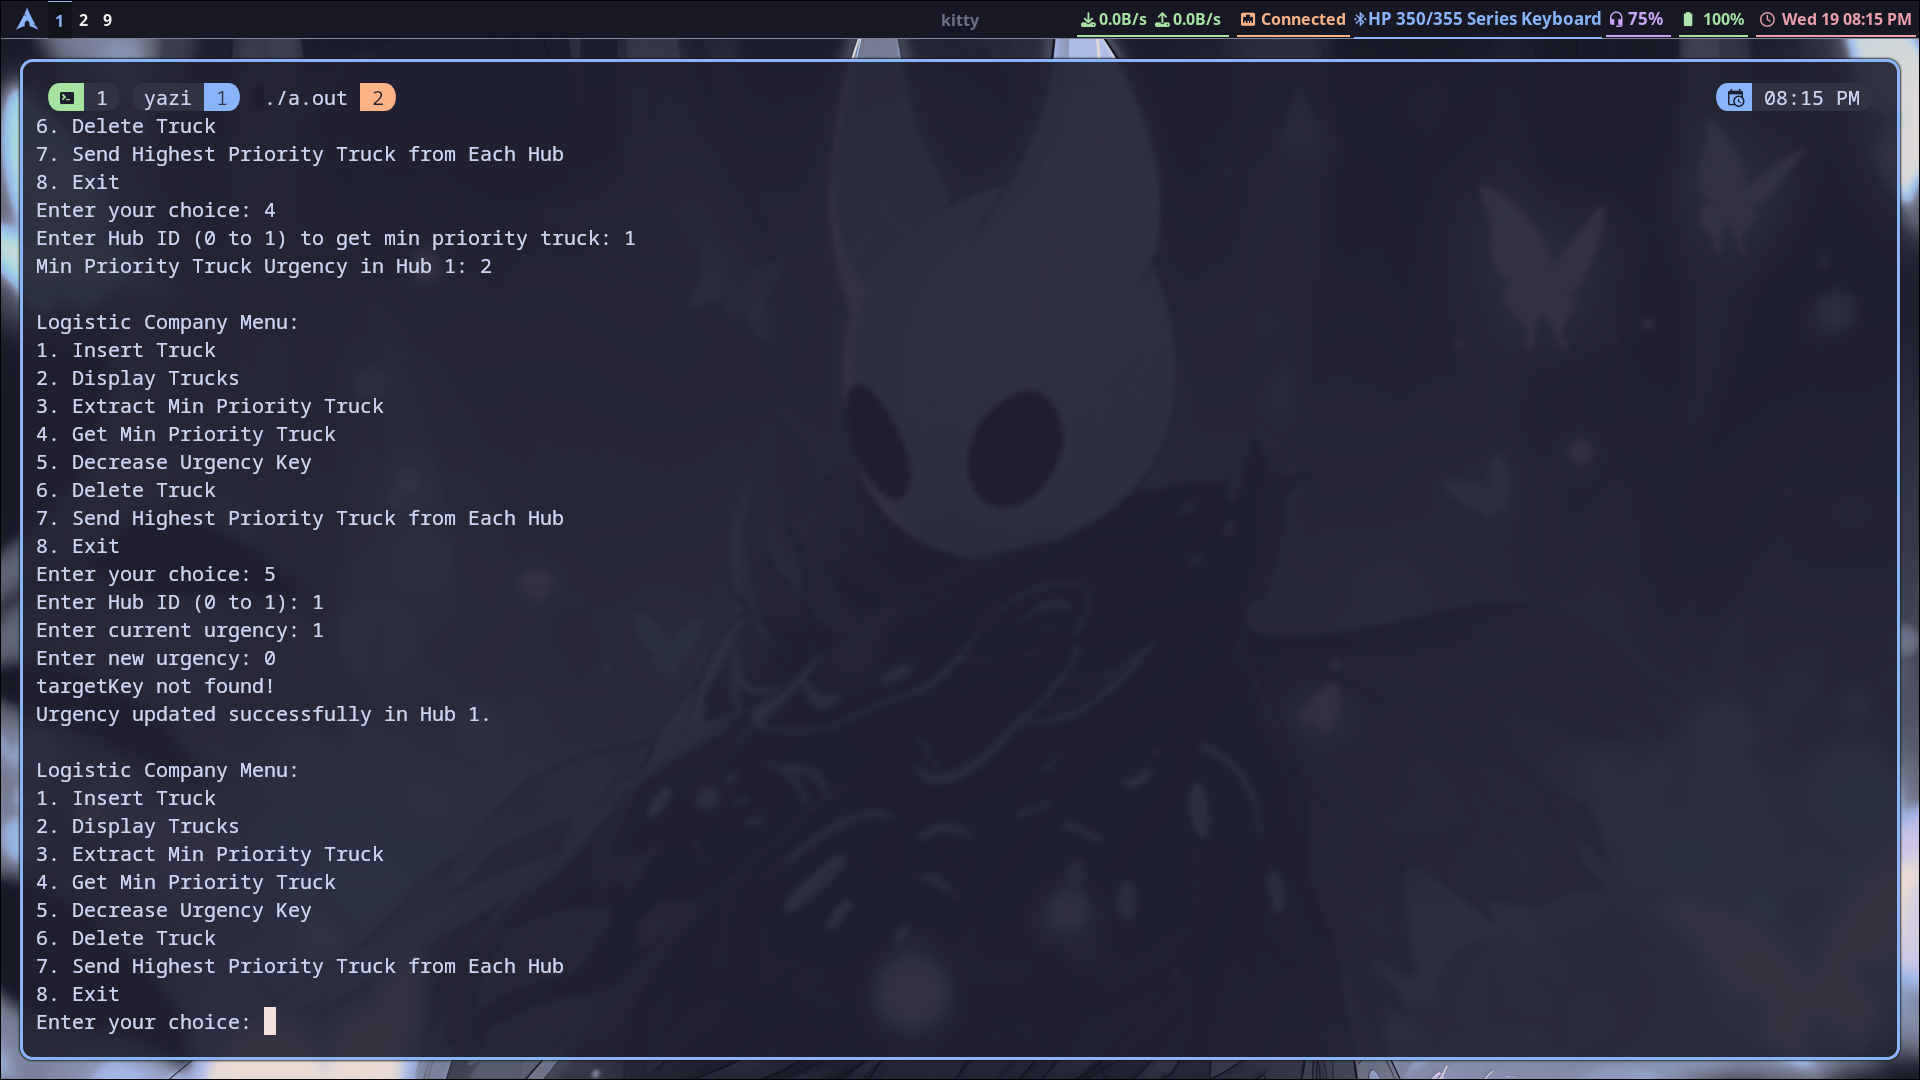 1 2 9 kitty 0.0B/s 0.0B/s Connected HP 350/355 Series Keyboard 75% 100% Wed 19 08:15 PM
1 yazi 1 ./a.out 2 08:15 PM
6. Delete Truck
7. Send Highest Priority Truck from Each Hub
8. Exit
Enter your choice: 4
Enter Hub ID (0 to 1) to get min priority truck: 1
Min Priority Truck Urgency in Hub 1: 2
Logistic Company Menu:
1. Insert Truck
2. Display Trucks
3. Extract Min Priority Truck
4. Get Min Priority Truck
5. Decrease Urgency Key
6. Delete Truck
7. Send Highest Priority Truck from Each Hub
8. Exit
Enter your choice: 5
Enter Hub ID (0 to 1): 1
Enter current urgency: 1
Enter new urgency: 0
targetKey not found!
Urgency updated successfully in Hub 1.
Logistic Company Menu:
1. Insert Truck
2. Display Trucks
3. Extract Min Priority Truck
4. Get Min Priority Truck
5. Decrease Urgency Key
6. Delete Truck
7. Send Highest Priority Truck from Each Hub
8. Exit
Enter your choice: